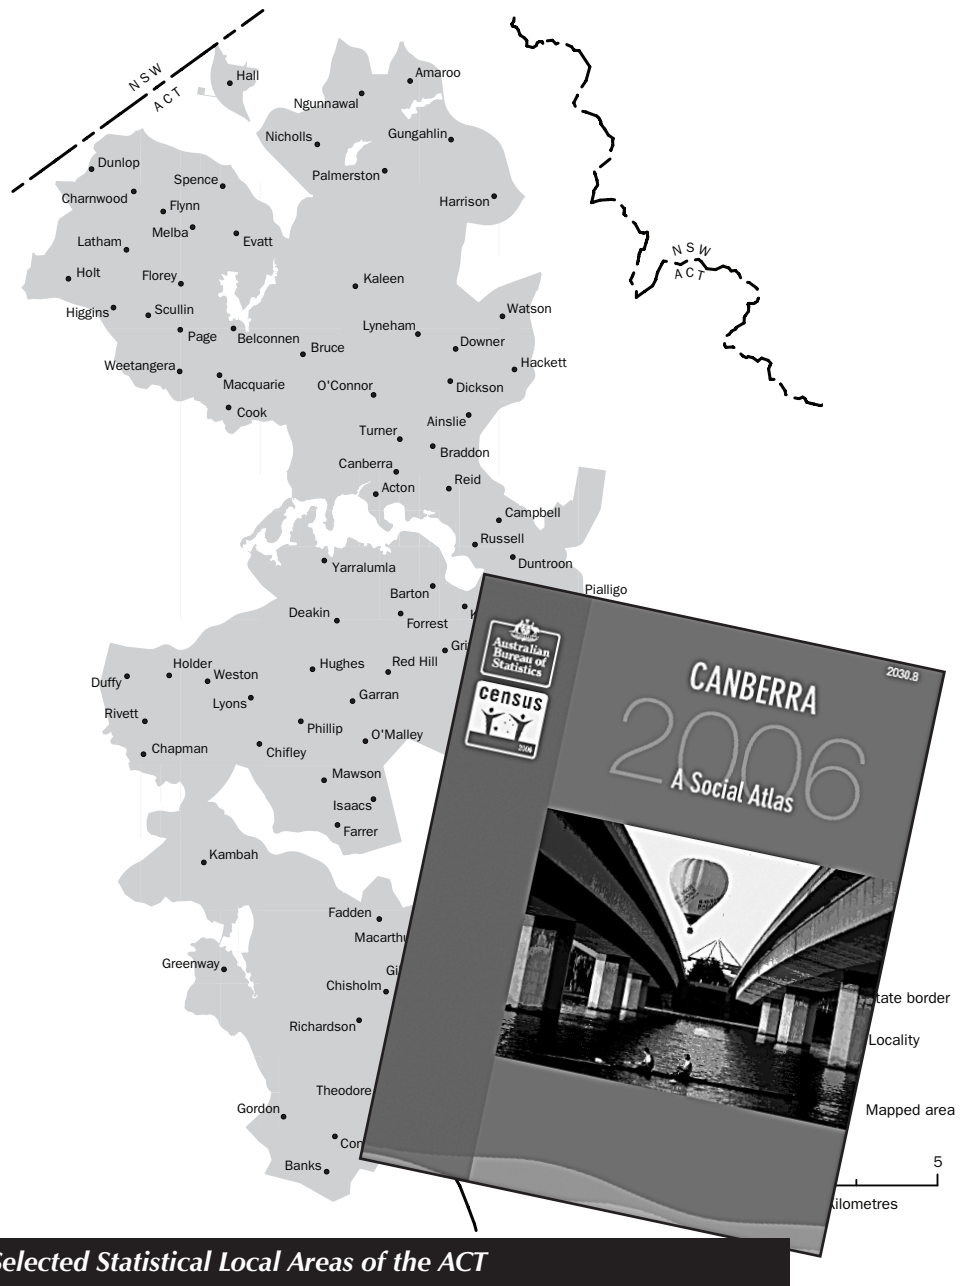 NSW
ACT
Hall
Amaroo
Ngunnawal
Nicholls
Gungahlin
Palmerston
Harrison
Dunlop
Spence
Charnwood
Flynn
Melba
Evatt
Latham
NSW
ACT
Holt
Florey
Kaleen
Higgins
Scullin
Watson
Page
Belconnen
Lyneham
Downer
Bruce
Weetangera
Hackett
Macquarie
O'Connor
Dickson
Cook
Ainslie
Turner
Braddon
Canberra
Reid
Acton
Campbell
Russell
Duntroon
Yarralumla
Pialligo
Barton
K
Deakin
Forrest
Gri
Holder
Hughes
Red Hill
Duffy
Weston
Lyons
Garran
Rivett
Phillip
O'Malley
Chapman
Chifley
Mawson
Isaacs
Farrer
Kambah
Fadden
Macarthu
Greenway
Gi
Chisholm
Richardson
Theodore
Gordon
Con
Banks
Australian
Bureau of
Statistics
census
2006
2030.8
CANBERRA
2006
A Social Atlas
tate border
Locality
Mapped area
5
ilometres
Selected Statistical Local Areas of the ACT